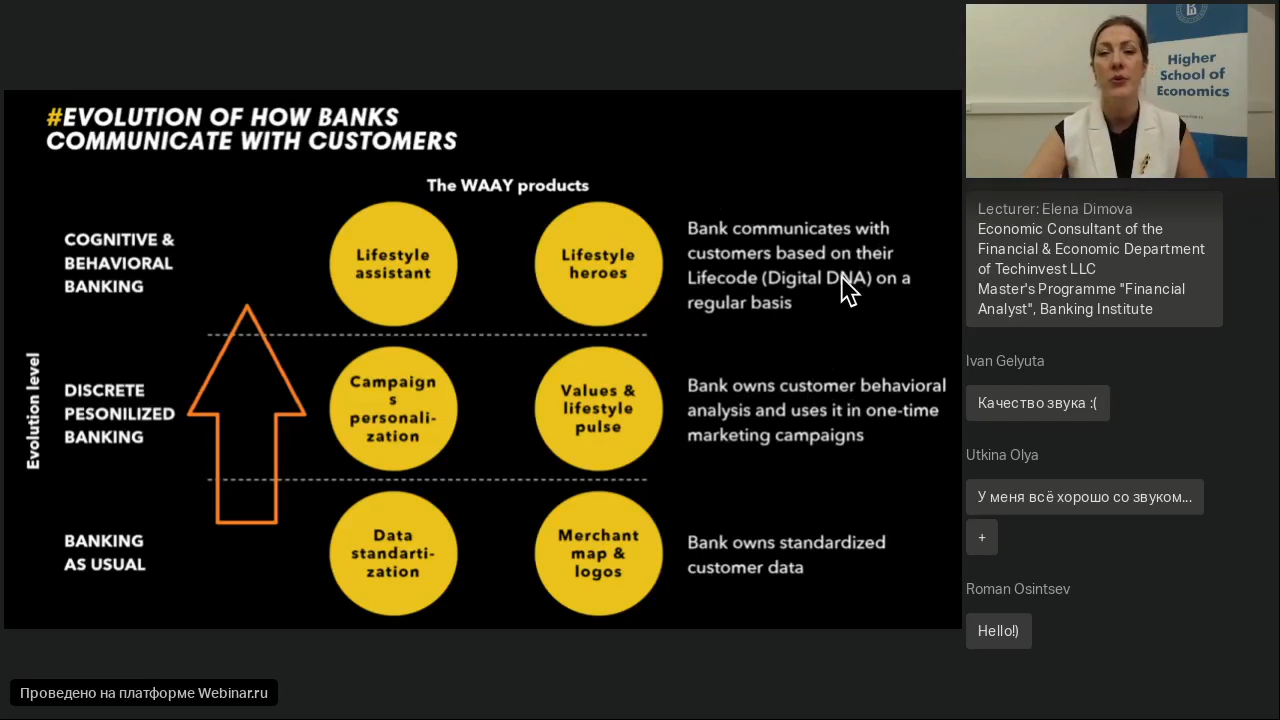 #EVOLUTION OF HOW BANKS
COMMUNICATE WITH CUSTOMERS
The WAAY products
Evolution level
COGNITIVE &
BEHAVIORAL
BANKING
Lifestyle
assistant
Lifestyle
heroes
Bank communicates with
customers based on their
Lifecode (Digital DNA) on a
regular basis
DISCRETE
PESONILIZED
BANKING
Campaign
s
personali-
zation
Values &
lifestyle
pulse
Bank owns customer behavioral
analysis and uses it in one-time
marketing campaigns
BANKING
AS USUAL
Data
standarti-
zation
Merchant
map &
logos
Bank owns standardized
customer data
Higher
School of
Economics
Lecturer: Elena Dimova
Economic Consultant of the
Financial & Economic Department
of Techinvest LLC
Master's Programme "Financial
Analyst", Banking Institute
Ivan Gelyuta
Качество звука :(
Utkina Olya
У меня всё хорошо со звуком...
+
Roman Osintsev
Hello!)
Проведено на платформе Webinar.ru